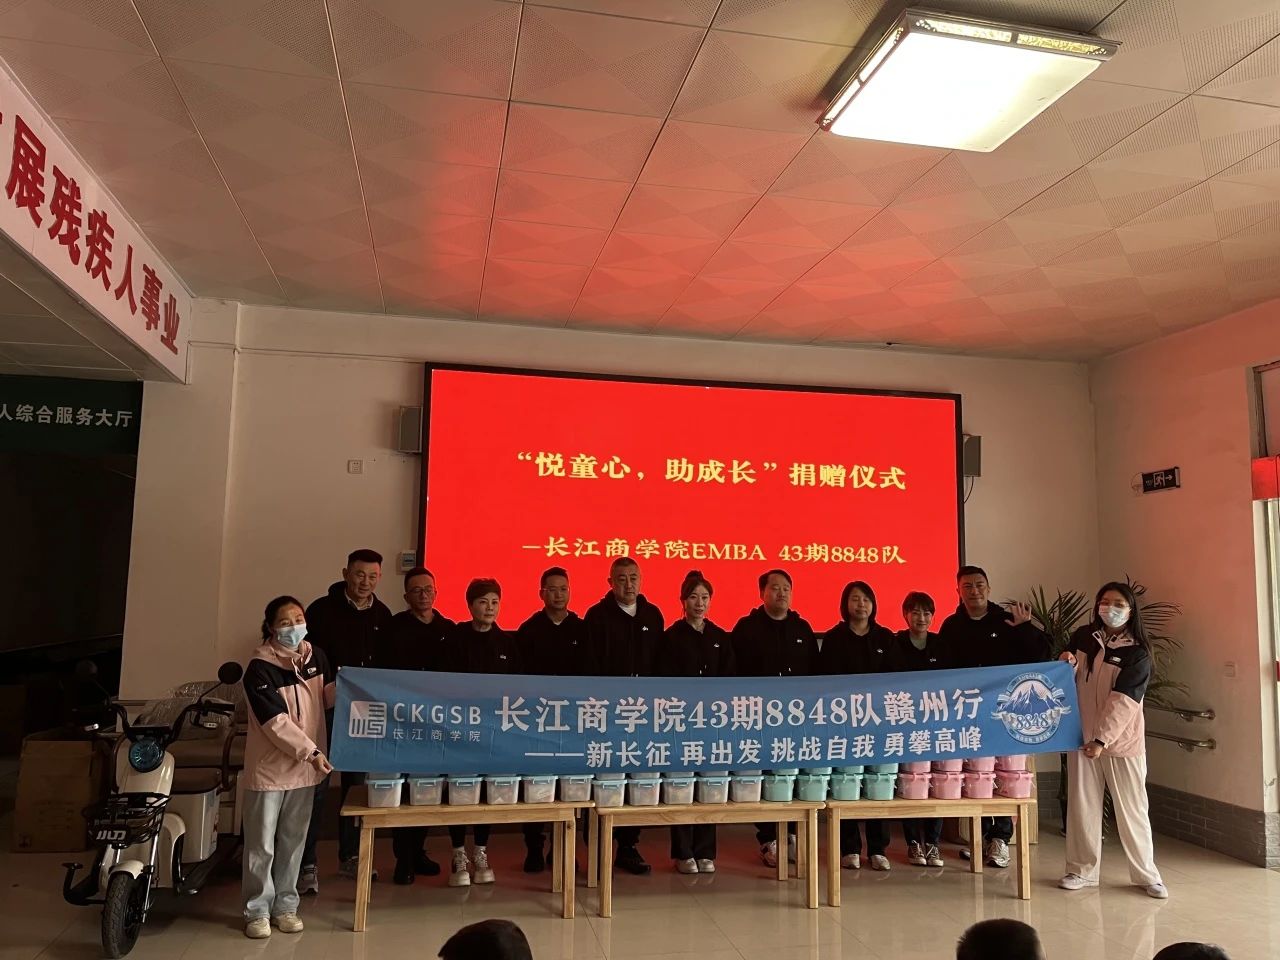 展残疾人事业
人综合服务大厅
“悦童心，助成长”捐赠仪式
—长江商学院EMBA 43期8848队
CKGSB
长江商学院
长江商学院43期8848队赣州行
——新长征 再出发 挑战自我 勇攀高峰
8848
小刀